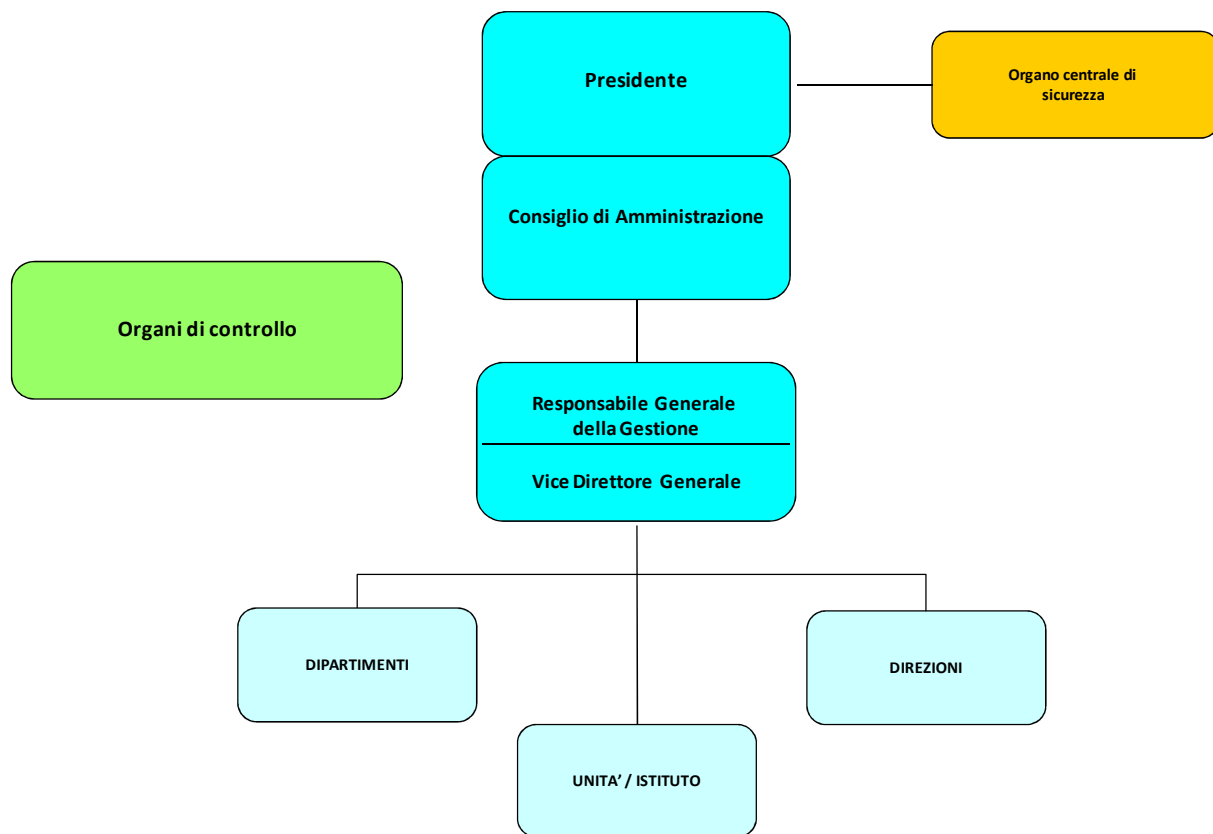 Presidente
Organo centrale di
sicurezza
Consiglio di Amministrazione
Organi di controllo
Responsabile Generale
della Gestione
Vice Direttore Generale
DIPARTIMENTI
DIREZIONI
UNITA’ / ISTITUTO